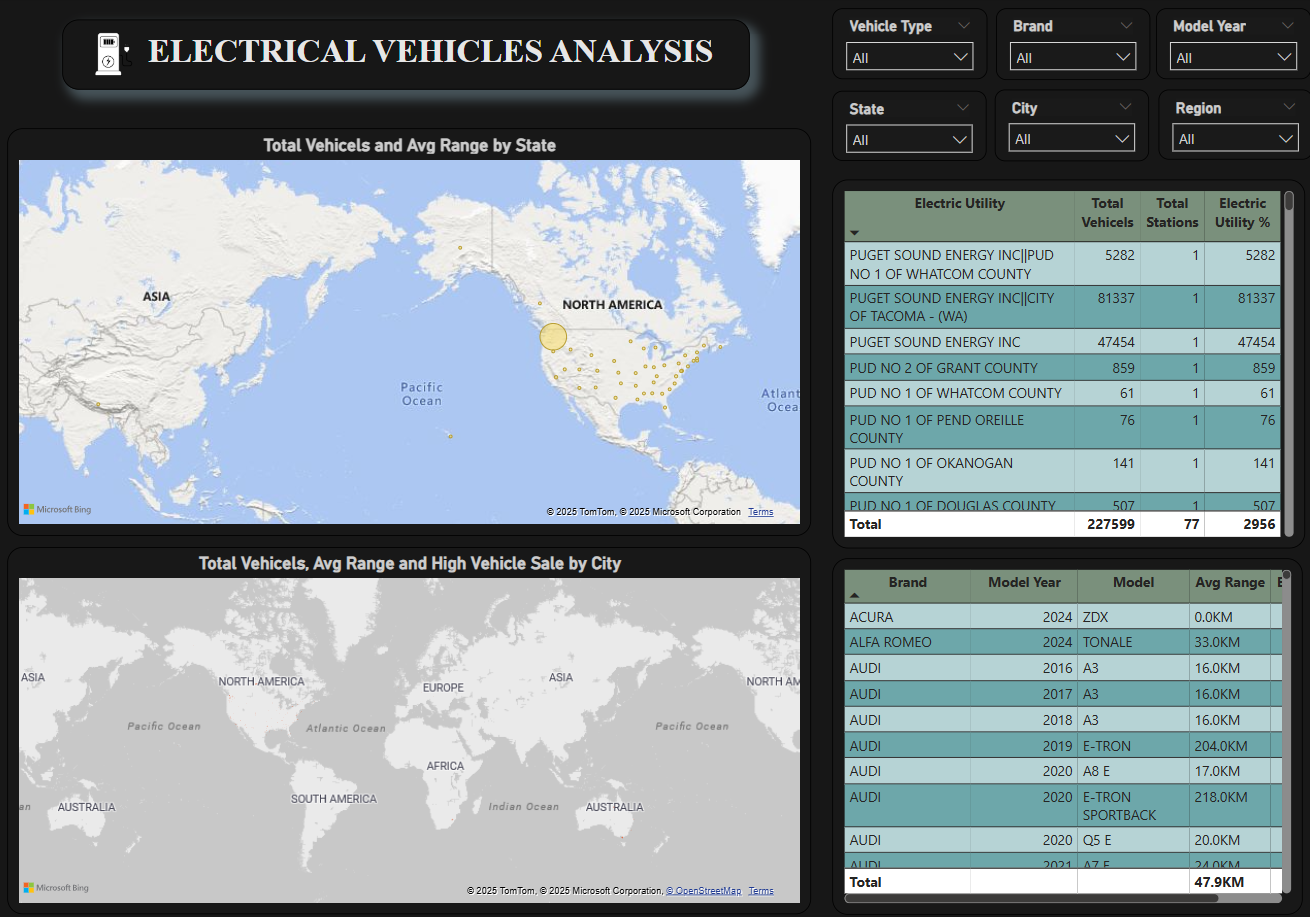 ELECTRICAL VEHICLES ANALYSIS
Vehicle Type
All
Brand
All
Model Year
All
State
All
City
All
Region
All
Total Vehicels and Avg Range by State
ASIA
NORTH AMERICA
Pacific
Ocean
Atlant
Ocea
Microsoft Bing
© 2025 TomTom, © 2025 Microsoft Corporation Terms
Electric Utility Total Vehicels Total Stations Electric Utility %
PUGET SOUND ENERGY INC||PUD 5282 1 5282
NO 1 OF WHATCOM COUNTY
PUGET SOUND ENERGY INC||CITY 81337 1 81337
OF TACOMA - (WA)
PUGET SOUND ENERGY INC 47454 1 47454
PUD NO 2 OF GRANT COUNTY 859 1 859
PUD NO 1 OF WHATCOM COUNTY 61 1 61
PUD NO 1 OF PEND OREILLE 76 1 76
COUNTY
PUD NO 1 OF OKANOGAN 141 1 141
COUNTY
PUD NO 1 OF DOUGLAS COUNTY 507 1 507
Total 227599 77 2956
Total Vehicels, Avg Range and High Vehicle Sale by City
ASIA
NORTH AMERICA
EUROPE
ASIA
NORTH AM
Pacific Ocean
Atlantic Ocean
Pacific Ocean
AFRICA
an
AUSTRALIA
SOUTH AMERICA
Indian Ocean
AUSTRALIA
Microsoft Bing
© 2025 TomTom, © 2025 Microsoft Corporation, © OpenStreetMap Terms
Brand Model Year Model Avg Range
ACURA 2024 ZDX 0.0KM
ALFA ROMEO 2024 TONALE 33.0KM
AUDI 2016 A3 16.0KM
AUDI 2017 A3 16.0KM
AUDI 2018 A3 16.0KM
AUDI 2019 E-TRON 204.0KM
AUDI 2020 A8 E 17.0KM
AUDI 2020 E-TRON 218.0KM
SPORTBACK
AUDI 2020 Q5 E 20.0KM
AUDI 2021 A7 E 24.0KM
Total 47.9KM